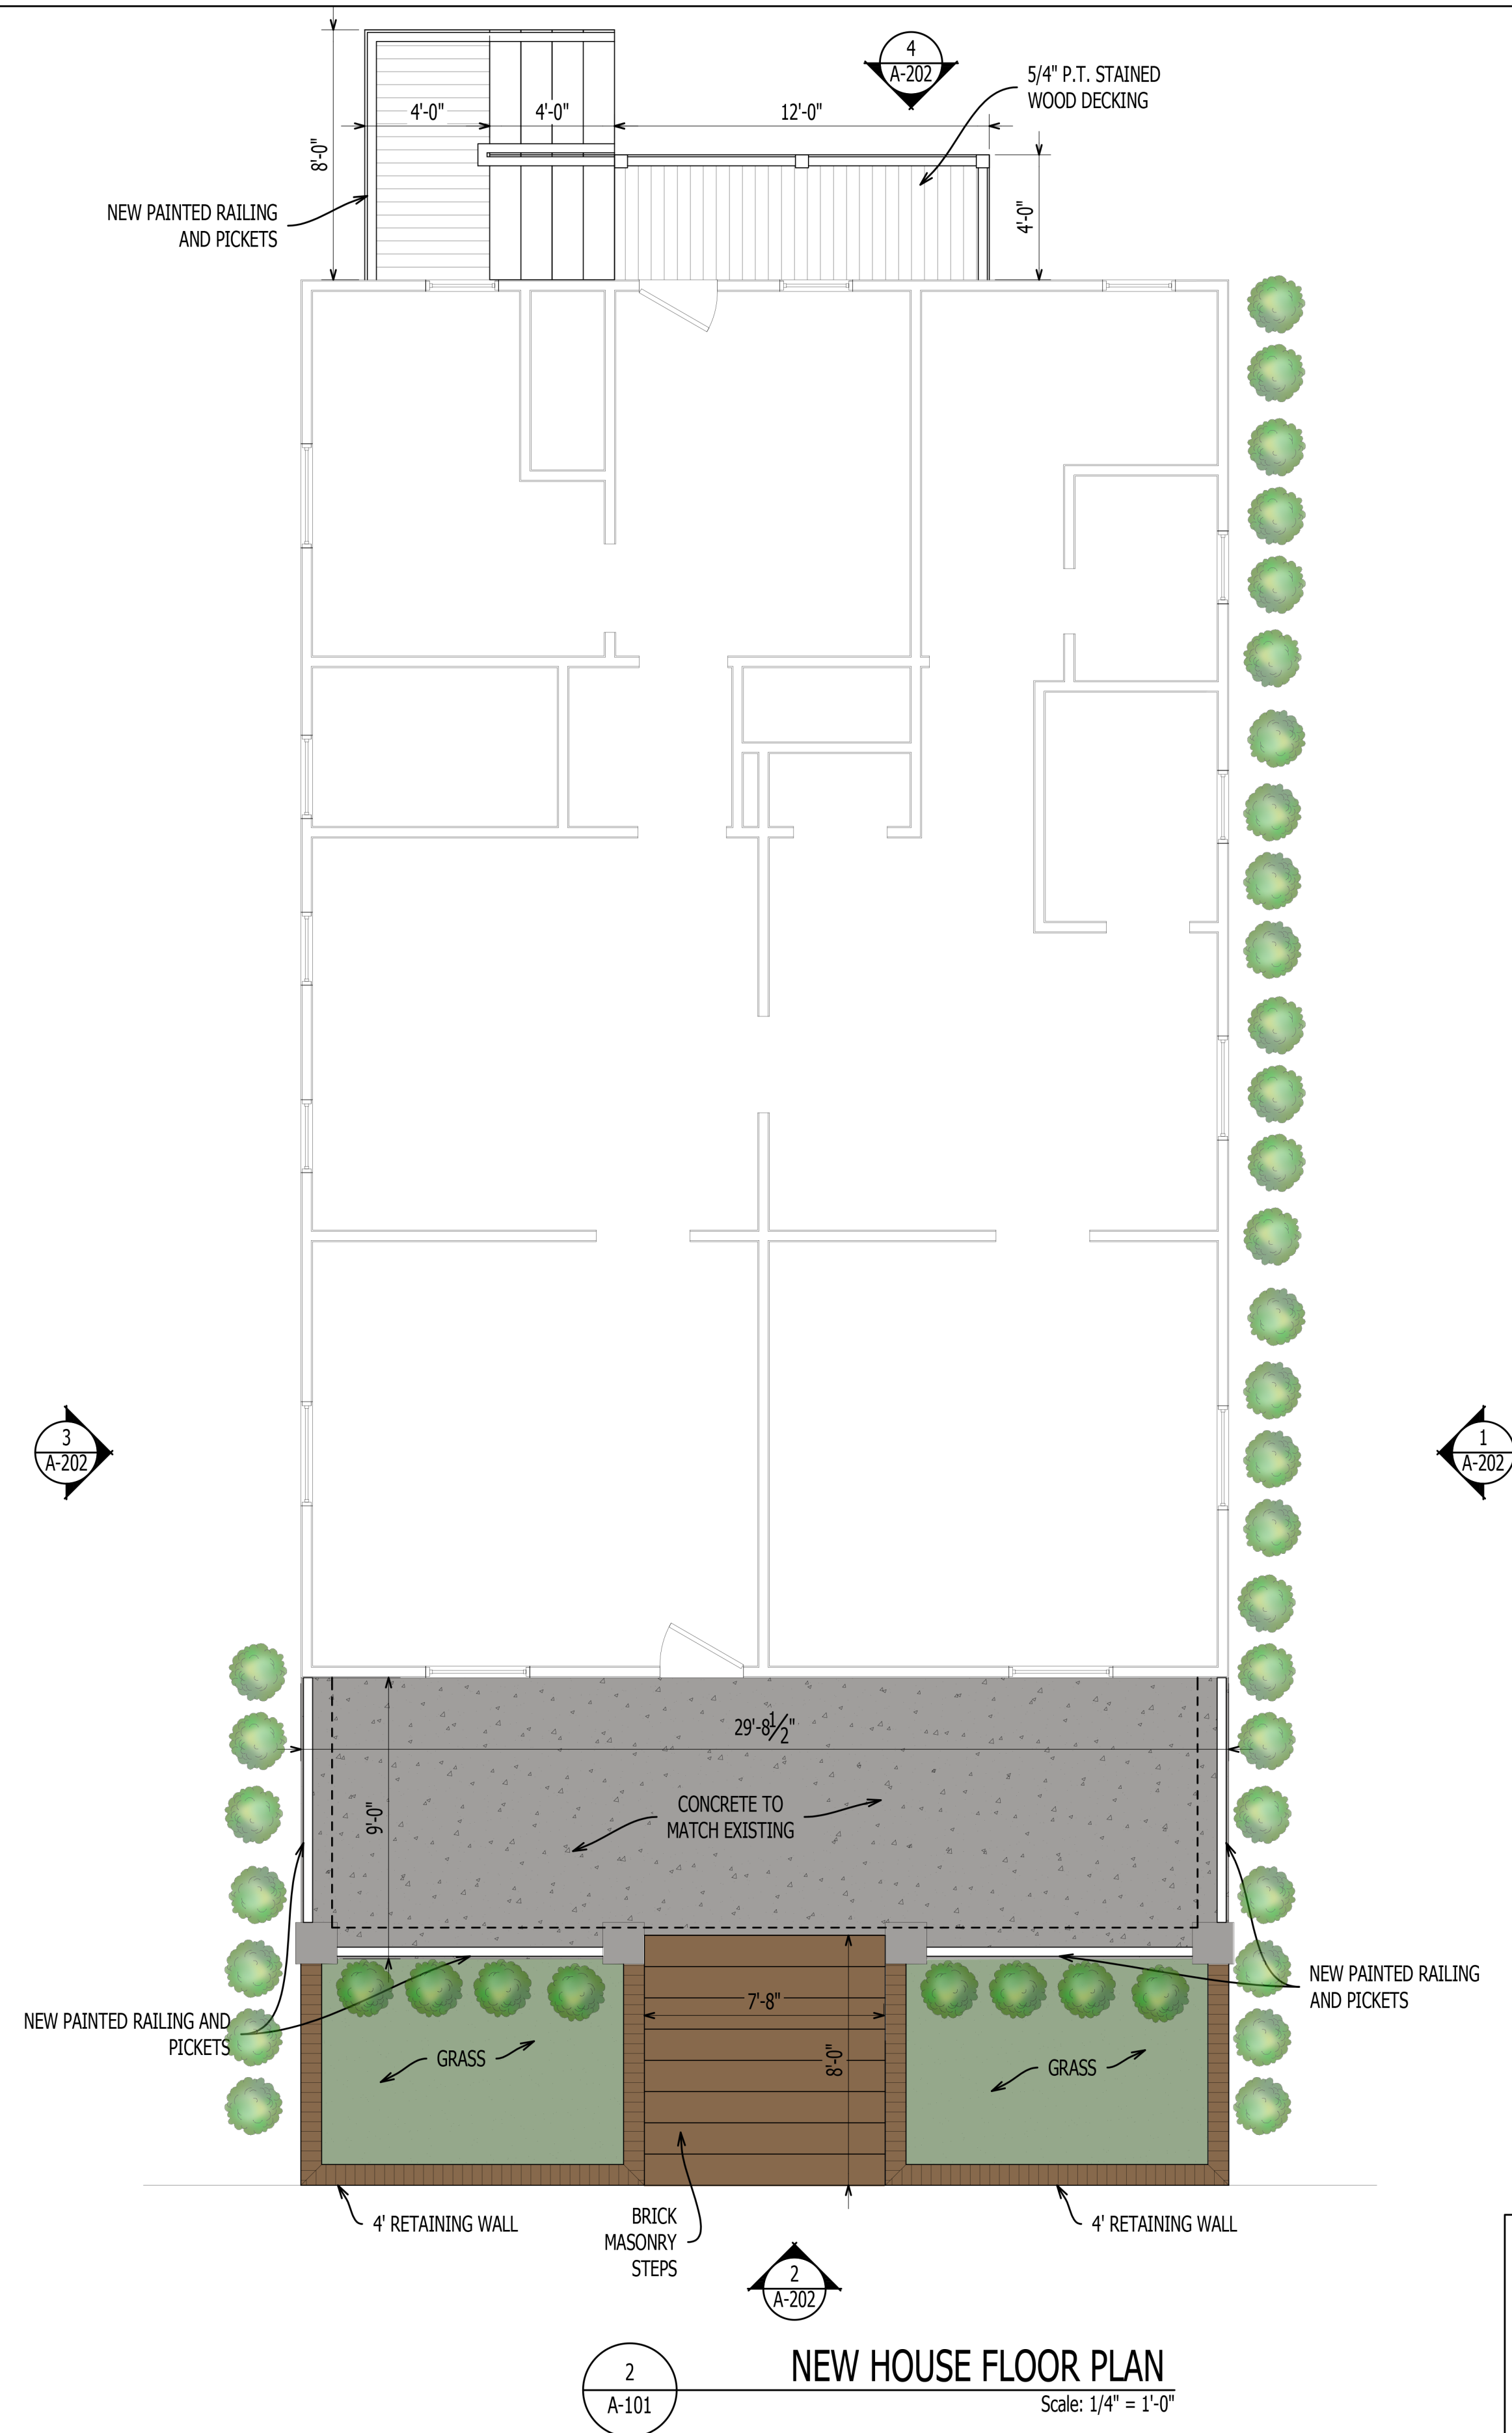 4
A-202
5/4" P.T. STAINED
WOOD DECKING
4'-0"
4'-0"
12'-0"
8'-0"
4'-0"
NEW PAINTED RAILING
AND PICKETS
3
A-202
1
A-202
29'-8 1/2"
9'-0"
CONCRETE TO
MATCH EXISTING
NEW PAINTED RAILING
AND PICKETS
NEW PAINTED RAILING AND
PICKETS
7'-8"
8'-0"
GRASS
GRASS
4' RETAINING WALL
BRICK
MASONRY
STEPS
4' RETAINING WALL
2
A-202
2
A-101
NEW HOUSE FLOOR PLAN
Scale: 1/4" = 1'-0"